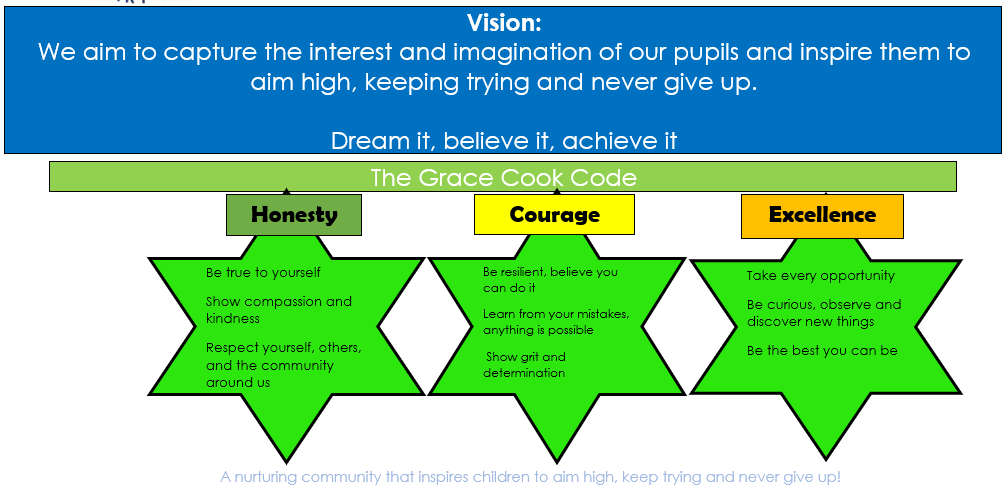 Vision:
We aim to capture the interest and imagination of our pupils and inspire them to
aim high, keeping trying and never give up.
Dream it, believe it, achieve it
The Grace Cook Code
Honesty
Be true to yourself
Show compassion and
kindness
Respect yourself, others,
and the community
around us
Courage
Be resilient, believe you
can do it
Learn from your mistakes,
anything is possible
Show grit and
determination
Excellence
Take every opportunity
Be curious, observe and
discover new things
Be the best you can be
A nurturing community that inspires children to aim high, keep trying and never give up!